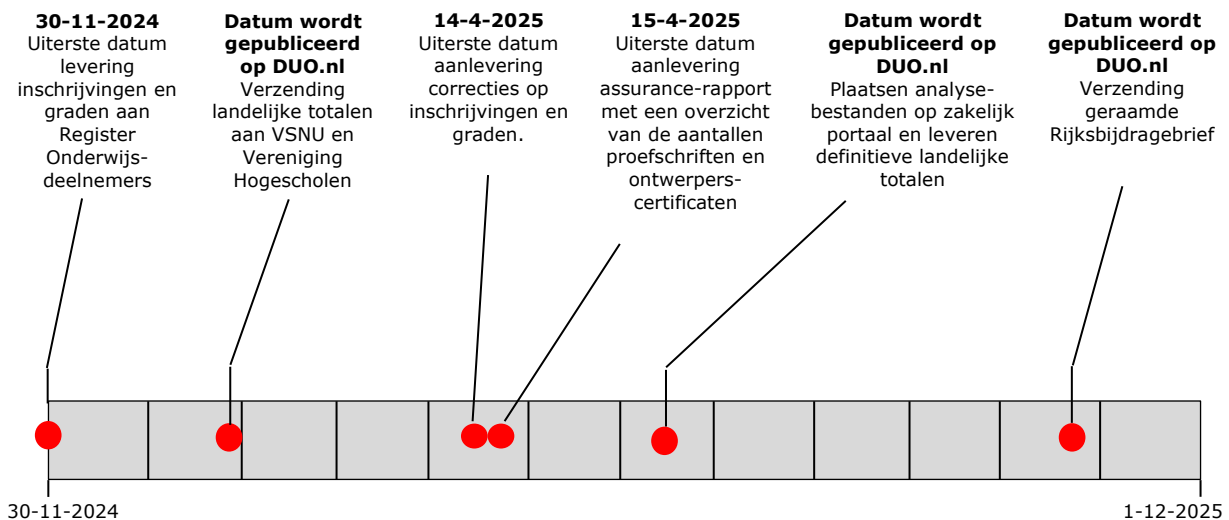 30-11-2024
Uiterste datum
levering
inschrijvingen en
graden aan
Register
Onderwijs-
deelnemers
Datum wordt
gepubliceerd
op DUO.nl
Verzending
landelijke totalen
aan VSNU en
Vereniging
Hogescholen
14-4-2025
Uiterste datum
aanlevering
correcties op
inschrijvingen en
graden.
15-4-2025
Uiterste datum
aanlevering
assurance-rapport
met een overzicht
van de aantallen
proefschriften en
ontwerpers-
certificaten
Datum wordt
gepubliceerd op
DUO.nl
Plaatsen analyse-
bestanden op zakelijk
portaal en leveren
definitieve landelijke
totalen
Datum wordt
gepubliceerd op
DUO.nl
Verzending
geraamde
Rijksbijdragebrief
30-11-2024
1-12-2025